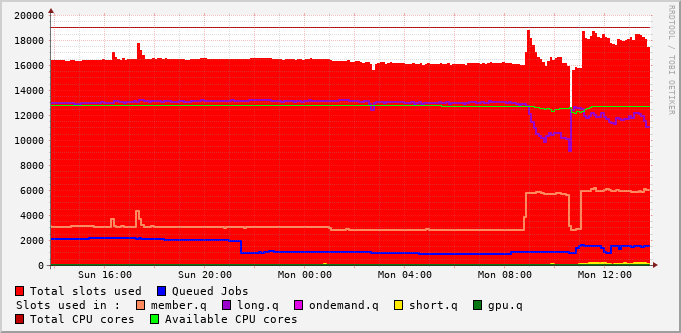 20000
18000
16000
14000
12000
10000
8000
6000
4000
2000
0
Sun 16:00 Sun 20:00 Mon 00:00 Mon 04:00 Mon 08:00 Mon 12:00
Total slots used Queued Jobs
Slots used in : member.q long.q ondemand.q short.q gpu.q
Total CPU cores Available CPU cores
RRDTOOL / TOBI OETIKER